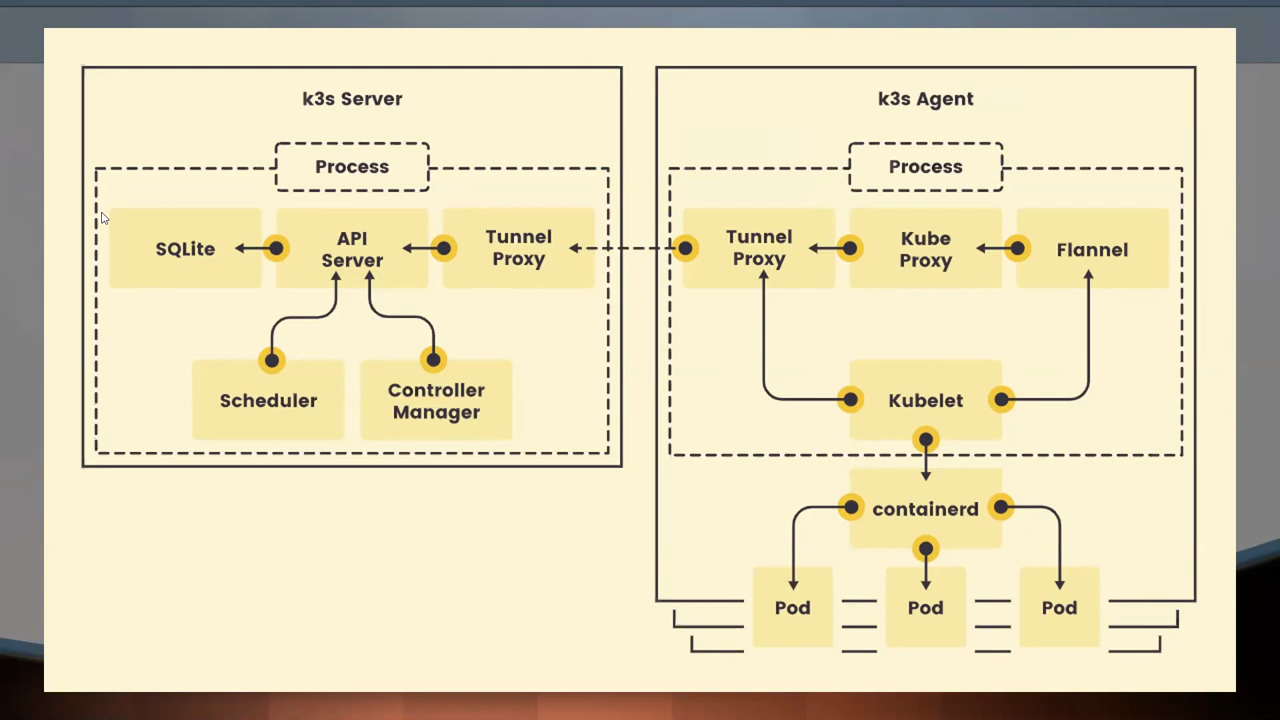 k3s Server
Process
SQLite
API
Server
Tunnel
Proxy
Scheduler
Controller
Manager
k3s Agent
Process
Tunnel
Proxy
Kube
Proxy
Flannel
Kubelet
containerd
Pod
Pod
Pod